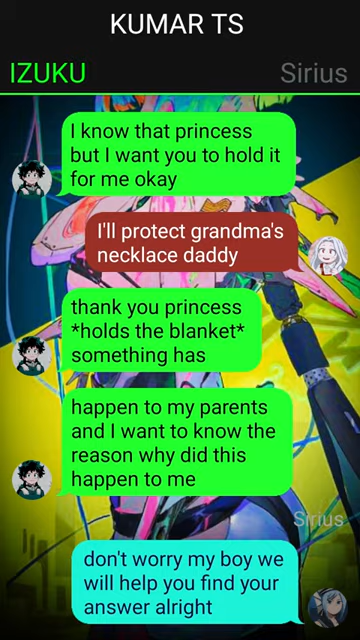 KUMAR TS
IZUKU
Sirius
I know that princess
but I want you to hold it
for me okay
I'll protect grandma's
necklace daddy
thank you princess
*holds the blanket*
something has
happen to my parents
and I want to know the
reason why did this
happen to me
Sirius
don't worry my boy we
will help you find your
answer alright